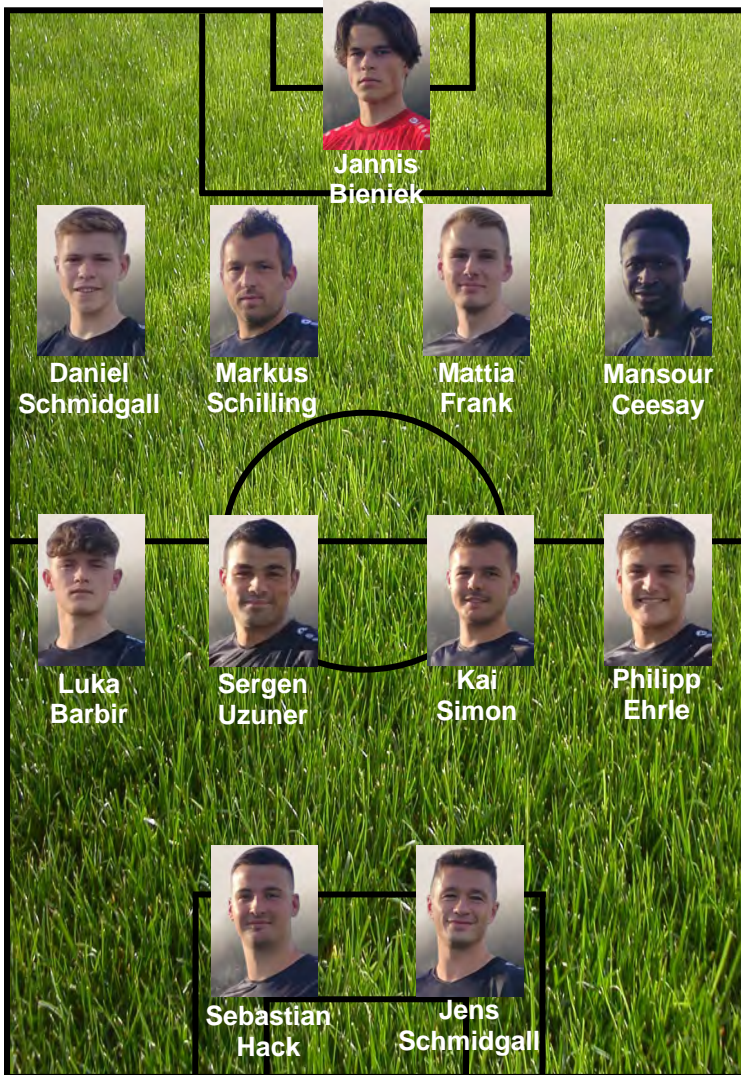 Jannis
Bieniek
Daniel
Schmidgall
Markus
Schilling
Mattia
Frank
Mansour
Ceesay
Luka
Barbir
Sergen
Uzuner
Kai
Simon
Philipp
Ehrle
Sebastian
Hack
Jens
Schmidgall